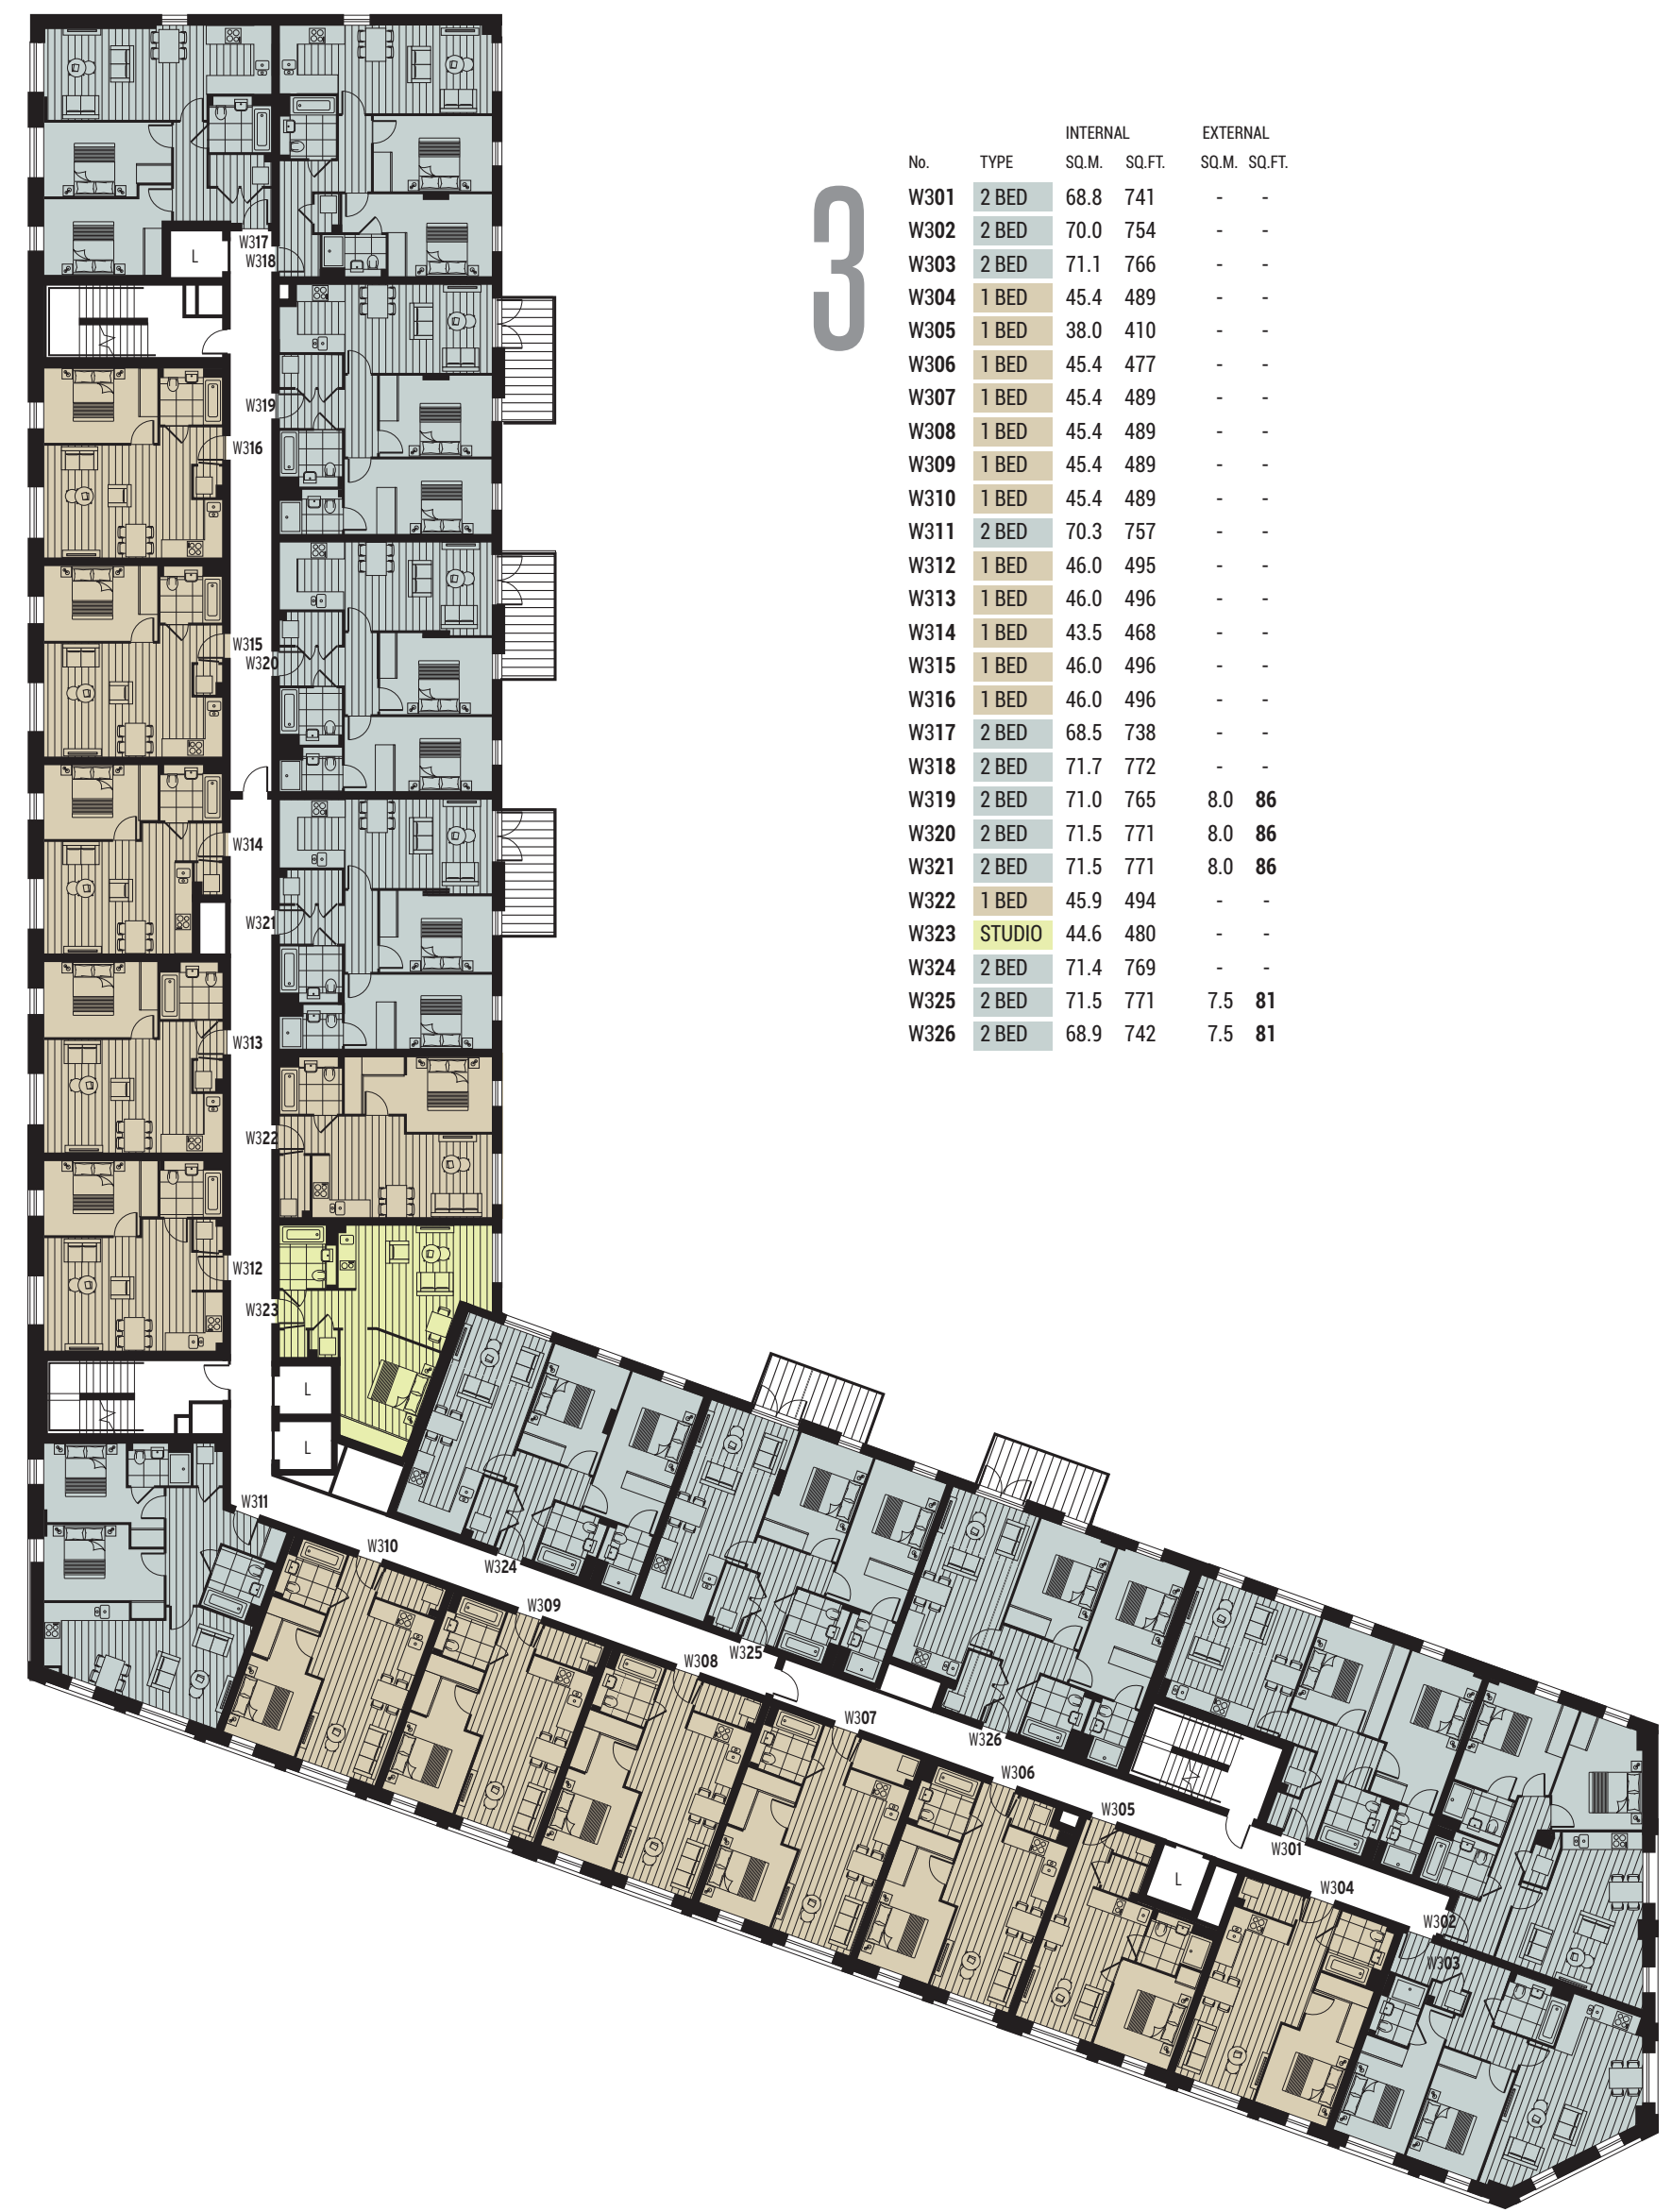 3
INTERNAL EXTERNAL
No. TYPE SQ.M. SQ.FT. SQ.M. SQ.FT.
W301 2 BED 68.8 741 - -
W302 2 BED 70.0 754 - -
W303 2 BED 71.1 766 - -
W304 1 BED 45.4 489 - -
W305 1 BED 38.0 410 - -
W306 1 BED 45.4 477 - -
W307 1 BED 45.4 489 - -
W308 1 BED 45.4 489 - -
W309 1 BED 45.4 489 - -
W310 1 BED 45.4 489 - -
W311 2 BED 70.3 757 - -
W312 1 BED 46.0 495 - -
W313 1 BED 46.0 496 - -
W314 1 BED 43.5 468 - -
W315 1 BED 46.0 496 - -
W316 1 BED 46.0 496 - -
W317 2 BED 68.5 738 - -
W318 2 BED 71.7 772 - -
W319 2 BED 71.0 765 8.0 86
W320 2 BED 71.5 771 8.0 86
W321 2 BED 71.5 771 8.0 86
W322 1 BED 45.9 494 - -
W323 STUDIO 44.6 480 - -
W324 2 BED 71.4 769 - -
W325 2 BED 71.5 771 7.5 81
W326 2 BED 68.9 742 7.5 81
W317
L
W318
W319
W316
W315
W320
W314
W321
W313
W322
W312
W323
L
L
W311
W310
W324
W309
W325
W308
W307
W326
W306
W305
W301
L
W304
W302
W303